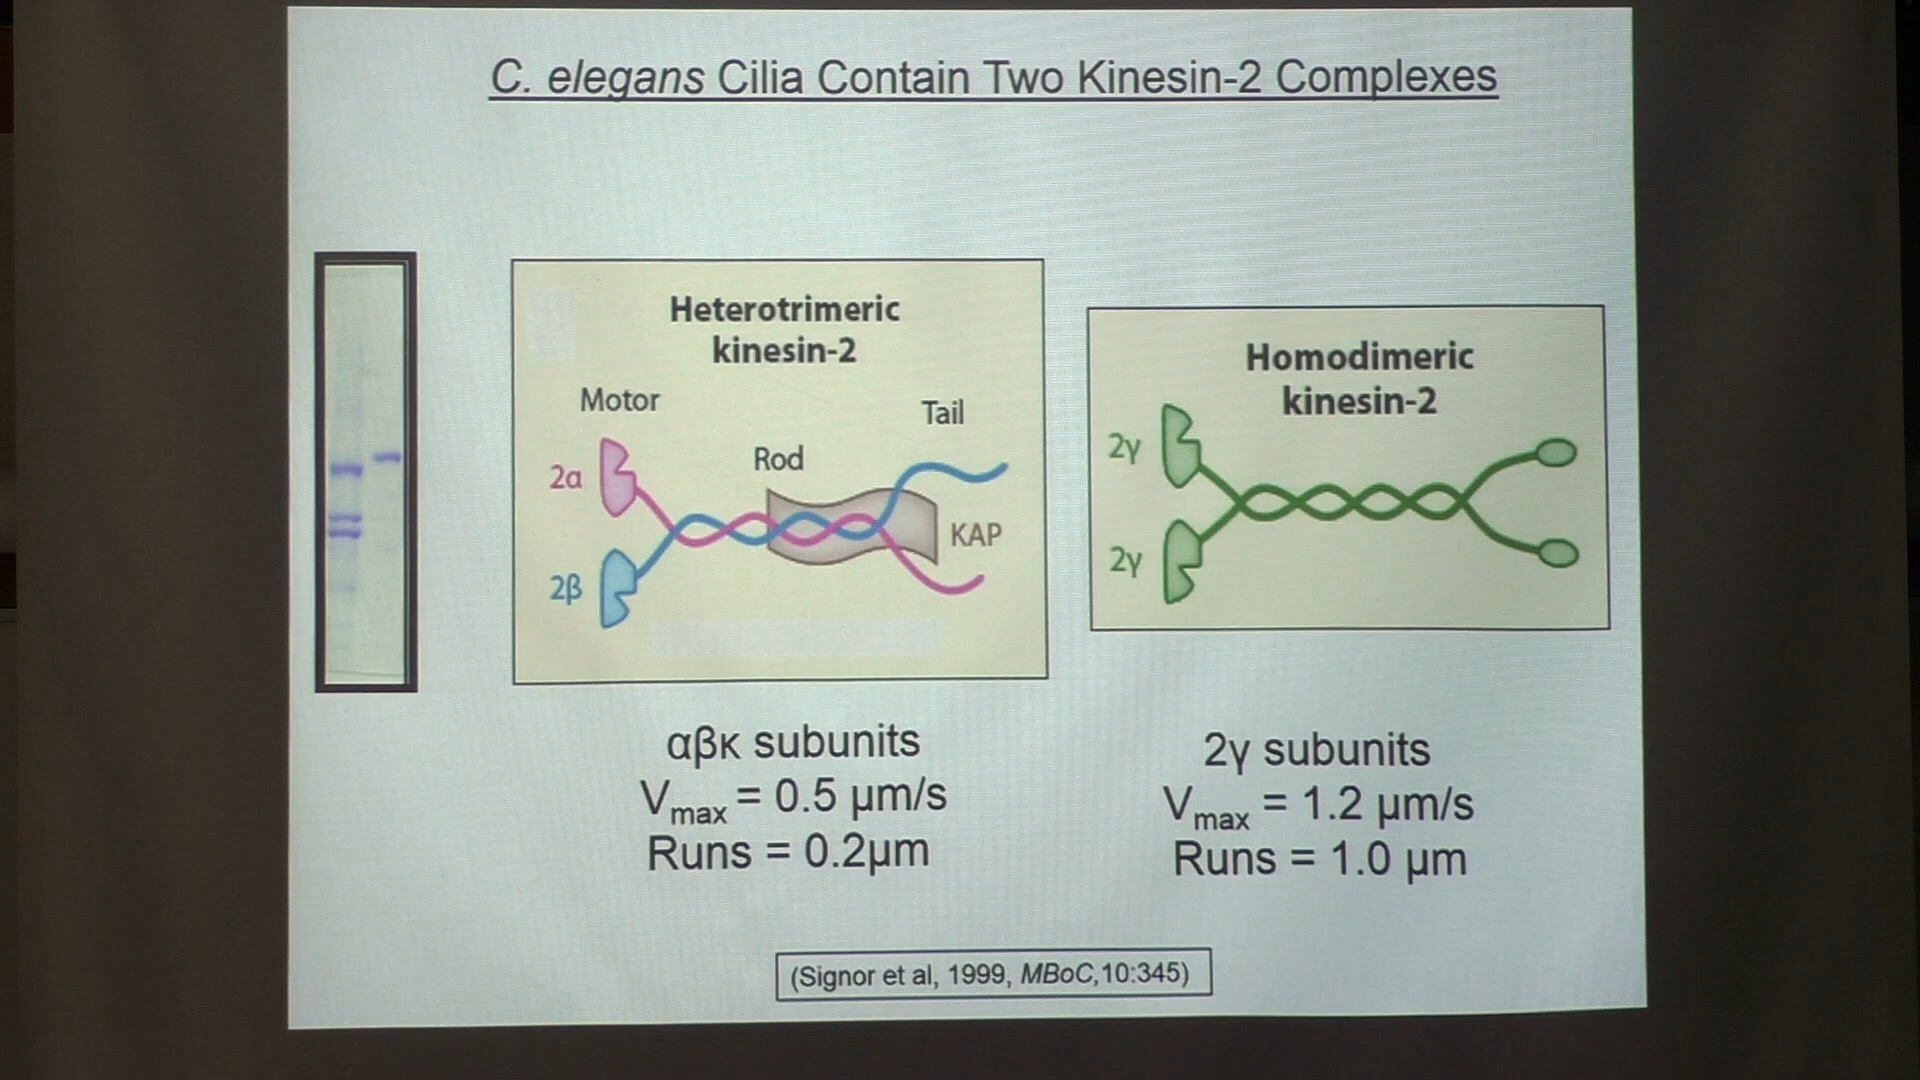 C. elegans Cilia Contain Two Kinesin-2 Complexes
Heterotrimeric
kinesin-2
Motor
Tail
Rod
2α
2β
KAP
Homodimeric
kinesin-2
2γ
2γ
αβκ subunits
Vmax = 0.5 µm/s
Runs = 0.2µm
2γ subunits
Vmax = 1.2 µm/s
Runs = 1.0 µm
(Signor et al, 1999, MBoC,10:345)